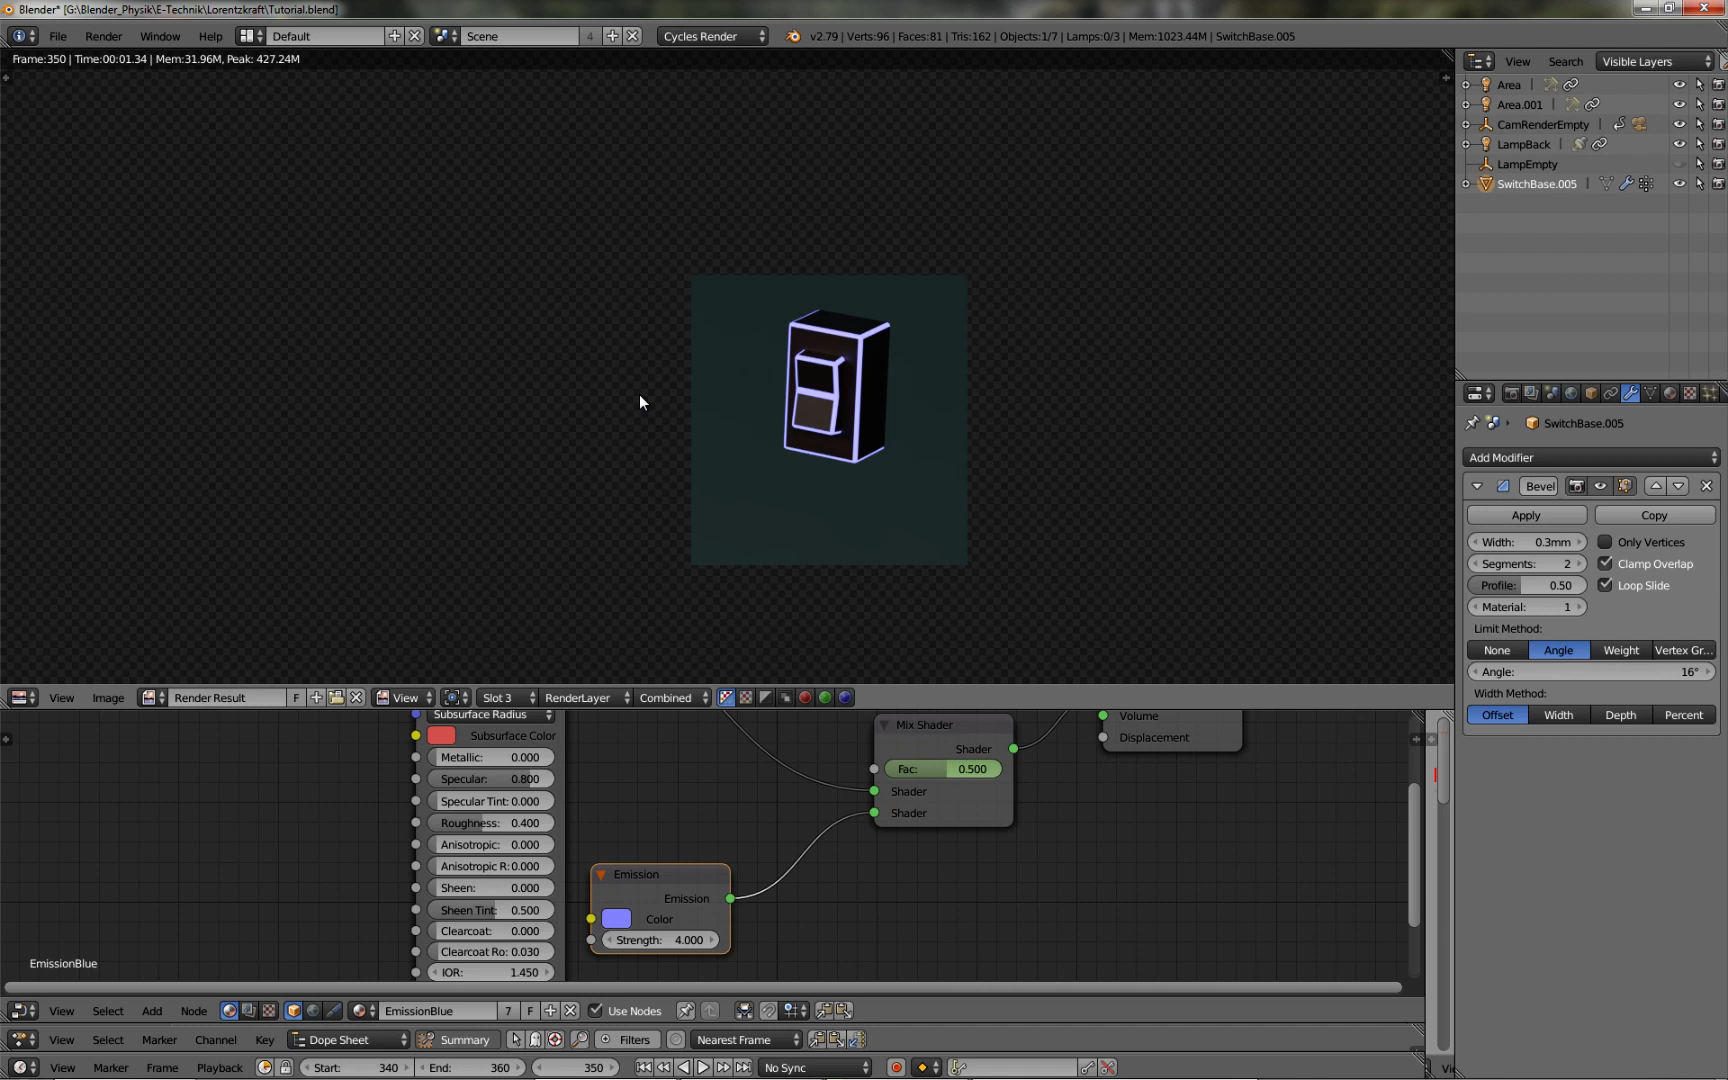 Blender* [G:\Blender_Physik\E-Technik\Lorentzkraft\Tutorial.blend]
File Render Window Help Default Scene 4 Cycles Render v2.79 | Verts:96 | Faces:81 | Tris:162 | Objects:1/7 | Lamps:0/3 | Mem:1023.44M | SwitchBase.005
Frame:350 | Time:00:01.34 | Mem:31.96M, Peak: 427.24M
View Search Visible Layers
Area
Area.001
CamRenderEmpty
LampBack
LampEmpty
SwitchBase.005
SwitchBase.005
Add Modifier
Bevel
Apply Copy
Width: 0.3mm Only Vertices
Segments: 2 Clamp Overlap
Profile: 0.50 Loop Slide
Material: 1
Limit Method:
None Angle Weight Vertex Gr...
Angle: 16°
Width Method:
Offset Width Depth Percent
View Image Render Result F View Slot 3 RenderLayer Combined
Subsurface Radius
Subsurface Color
Metallic: 0.000
Specular: 0.800
Specular Tint: 0.000
Roughness: 0.400
Anisotropic: 0.000
Anisotropic R: 0.000
Sheen: 0.000
Sheen Tint: 0.500
Clearcoat: 0.000
Clearcoat Ro: 0.030
IOR: 1.450
Emission
Emission
Color
Strength: 4.000
Mix Shader
Shader
Fac: 0.500
Shader
Shader
Volume
Displacement
EmissionBlue
View Select Add Node EmissionBlue 7 F Use Nodes
View Select Marker Channel Key Dope Sheet Summary Filters Nearest Frame
View Marker Frame Playback Start: 340 End: 360 350 No Sync